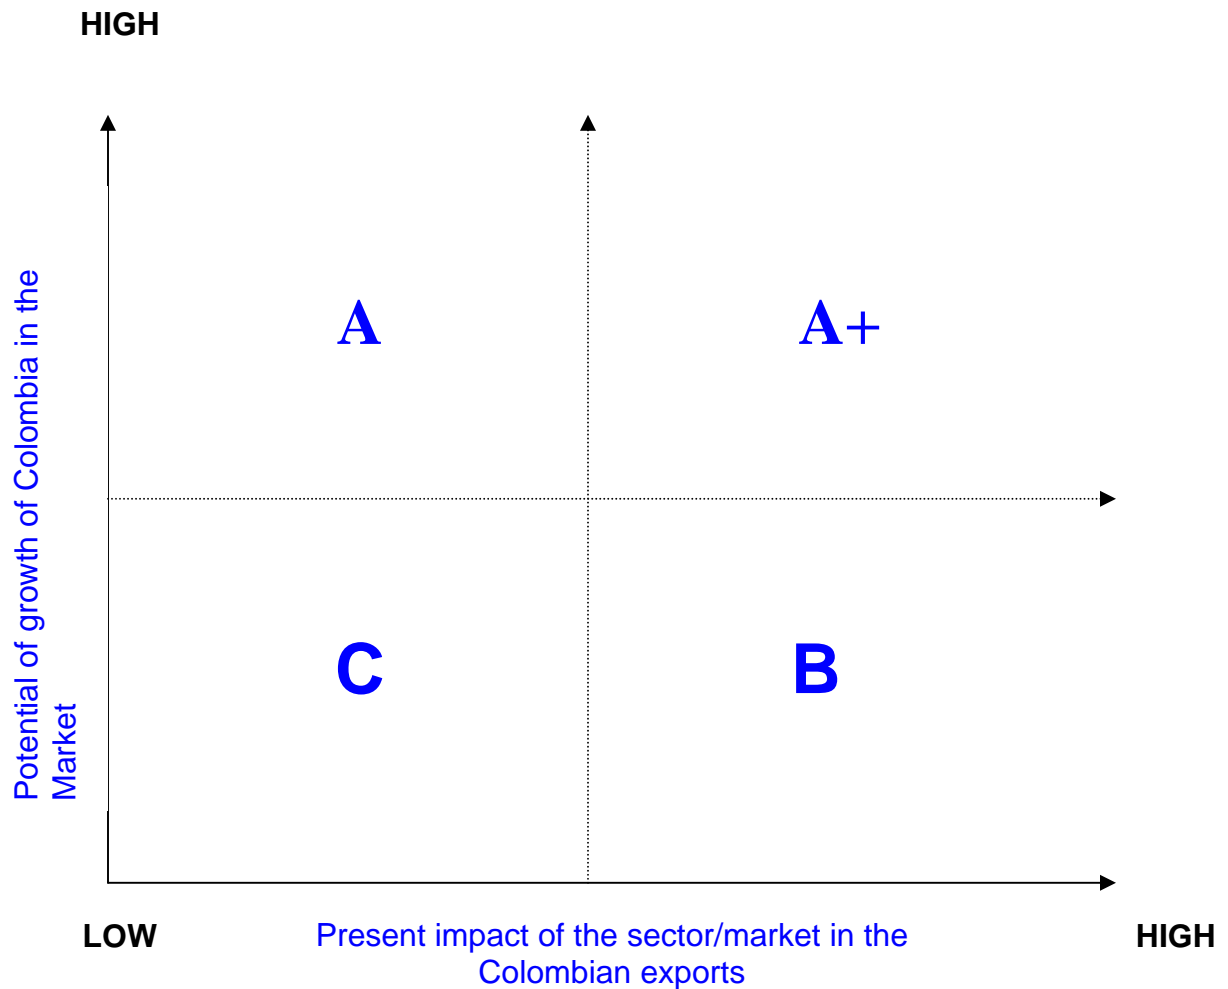 HIGH
Potential of growth of Colombia in the
Market
A
A+
C
B
LOW
Present impact of the sector/market in the
Colombian exports
HIGH